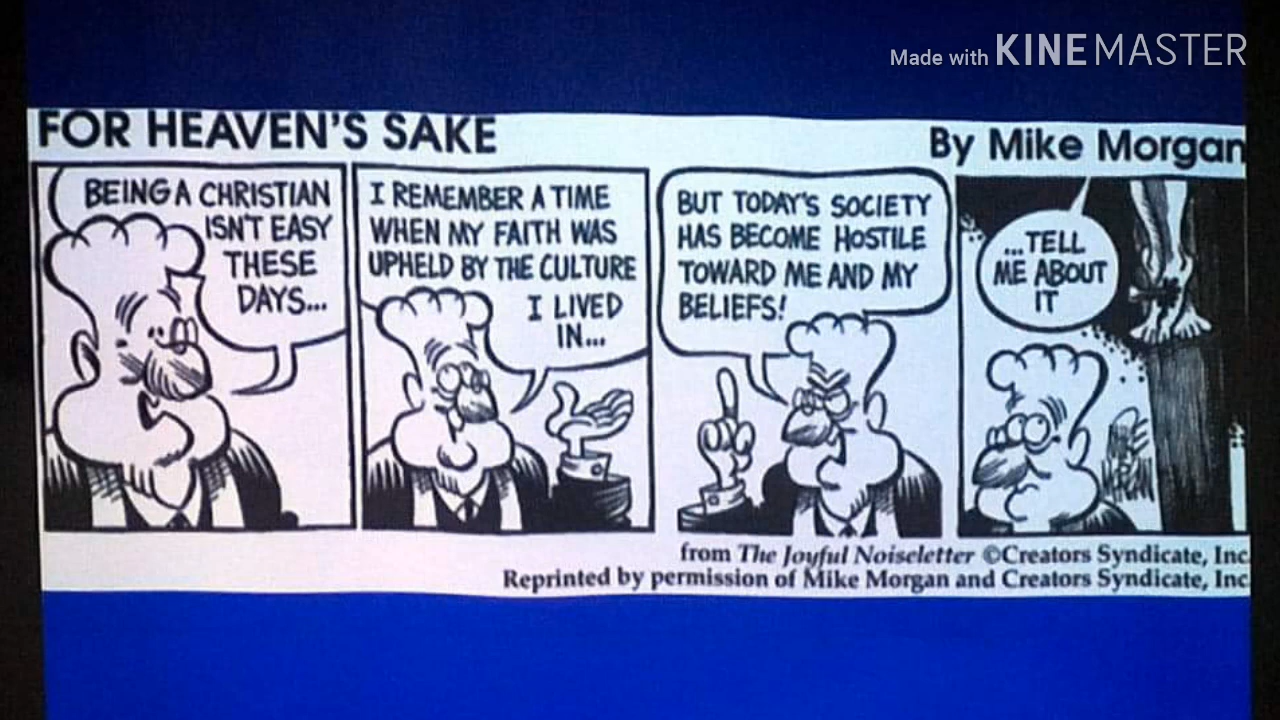 Made with KINEMASTER
FOR HEAVEN'S SAKE
By Mike Morgan
BEING A CHRISTIAN
ISN'T EASY
THESE
DAYS...
I REMEMBER A TIME
WHEN MY FAITH WAS
UPHELD BY THE CULTURE
I LIVED
IN...
BUT TODAY'S SOCIETY
HAS BECOME HOSTILE
TOWARD ME AND MY
BELIEFS!
...TELL
ME ABOUT
IT
from The Joyful Noiseletter ©Creators Syndicate, Inc.
Reprinted by permission of Mike Morgan and Creators Syndicate, Inc.